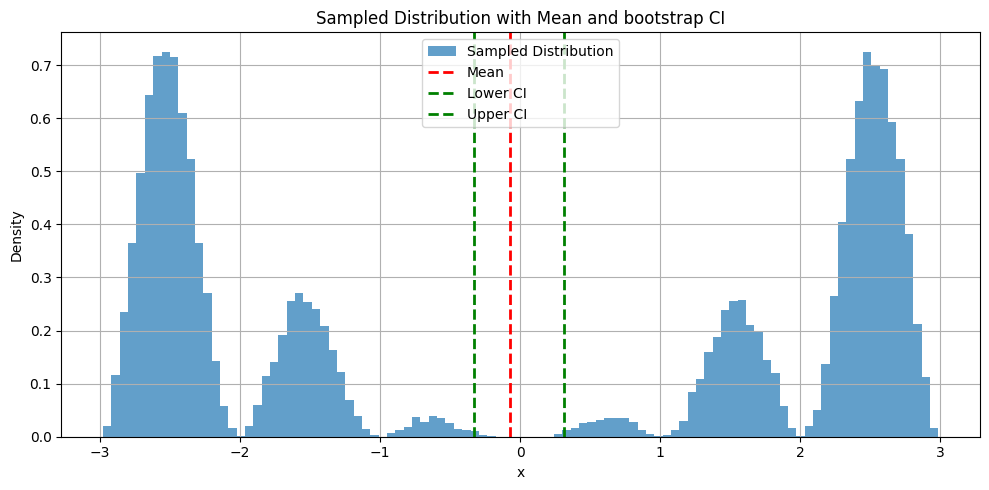 Sampled Distribution with Mean and bootstrap CI
Sampled Distribution
Mean
Lower CI
Upper CI
Density
0.7
0.6
0.5
0.4
0.3
0.2
0.1
0.0
−3
−2
−1
0
1
2
3
x